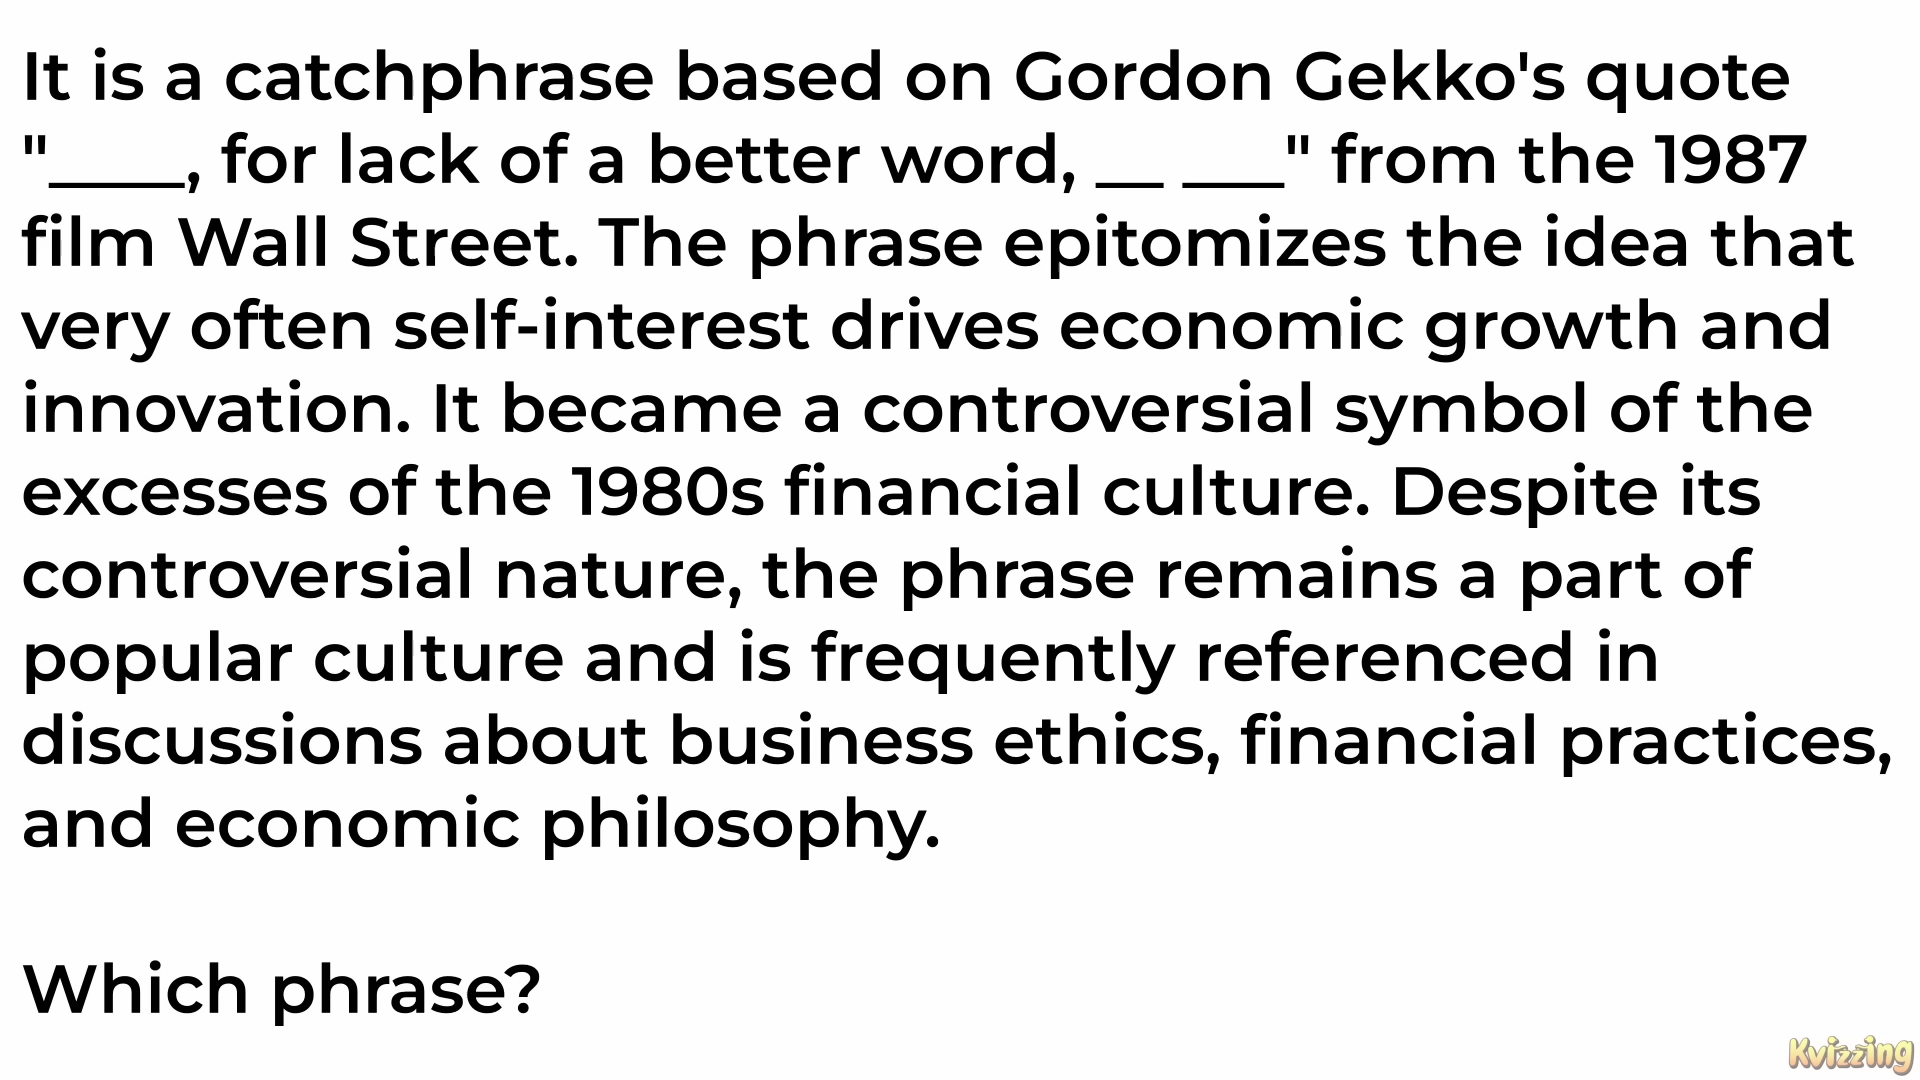 It is a catchphrase based on Gordon Gekko's quote
"____, for lack of a better word, __ ___" from the 1987
film Wall Street. The phrase epitomizes the idea that
very often self-interest drives economic growth and
innovation. It became a controversial symbol of the
excesses of the 1980s financial culture. Despite its
controversial nature, the phrase remains a part of
popular culture and is frequently referenced in
discussions about business ethics, financial practices,
and economic philosophy.
Which phrase?
Kvizzing